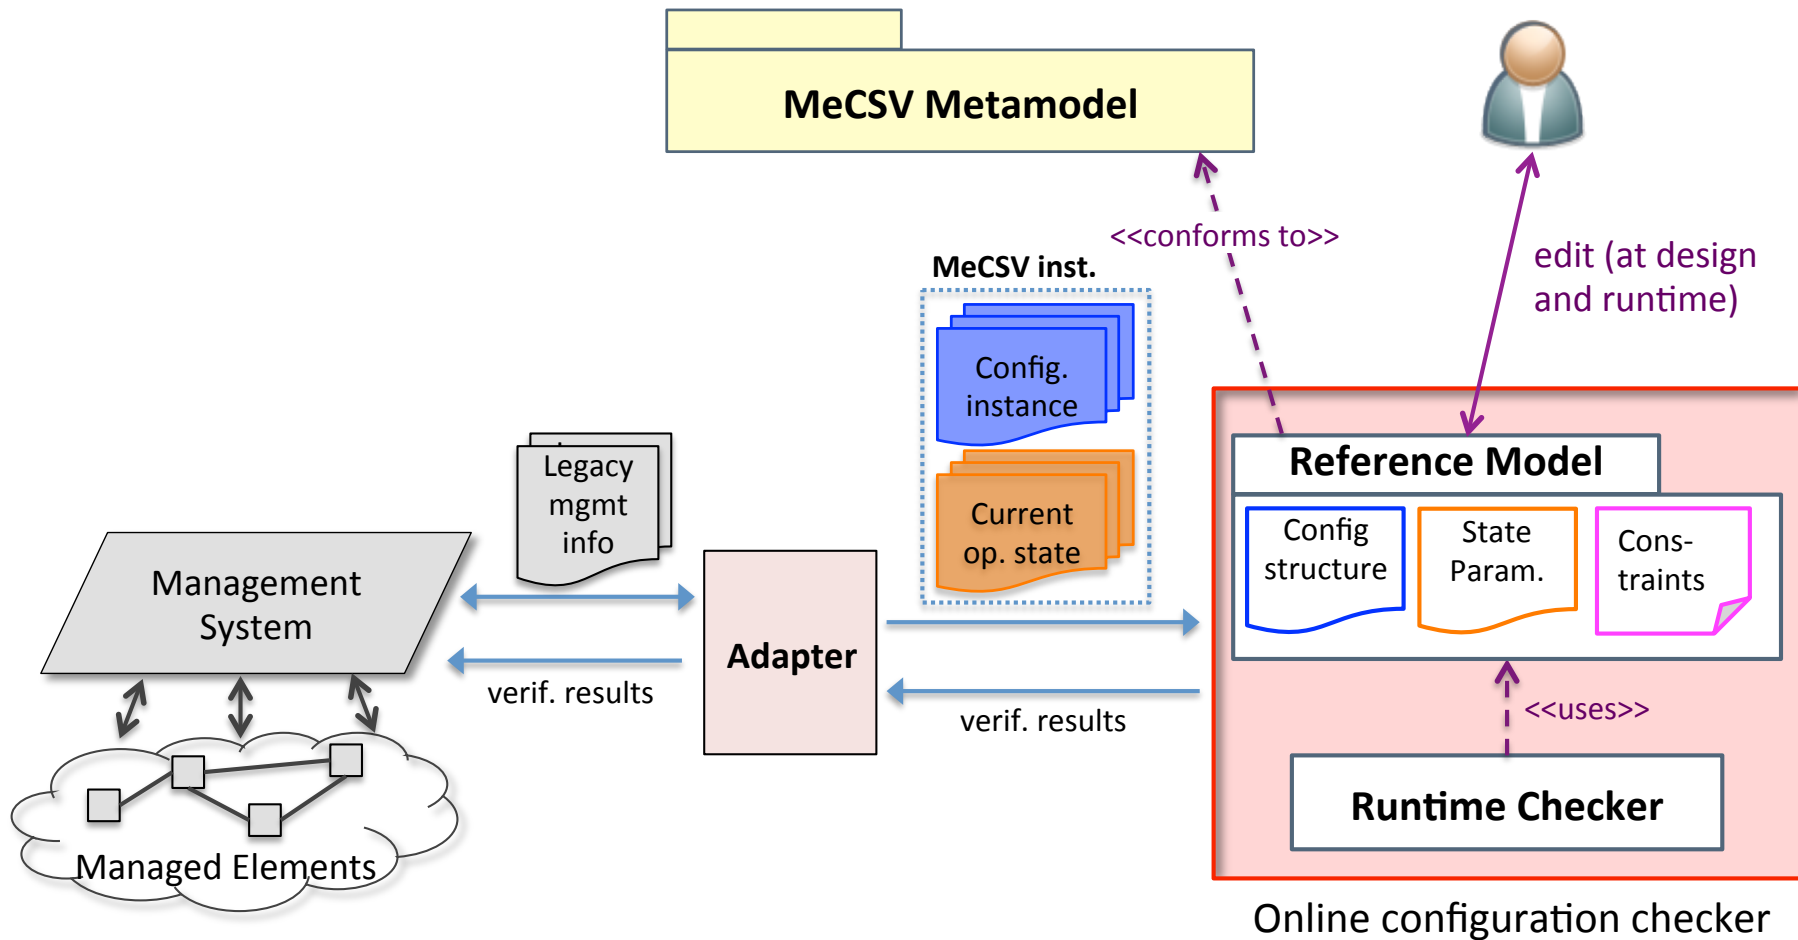 MeCSV Metamodel
<<conforms to>>
edit (at design
and runtime)
MeCSV inst.
Config.
instance
Current
op. state
Legacy
mgmt
info
Management
System
Adapter
verif. results
verif. results
Managed Elements
Reference Model
Config
structure
State
Param.
Cons-
traints
<<uses>>
Runtime Checker
Online configuration checker